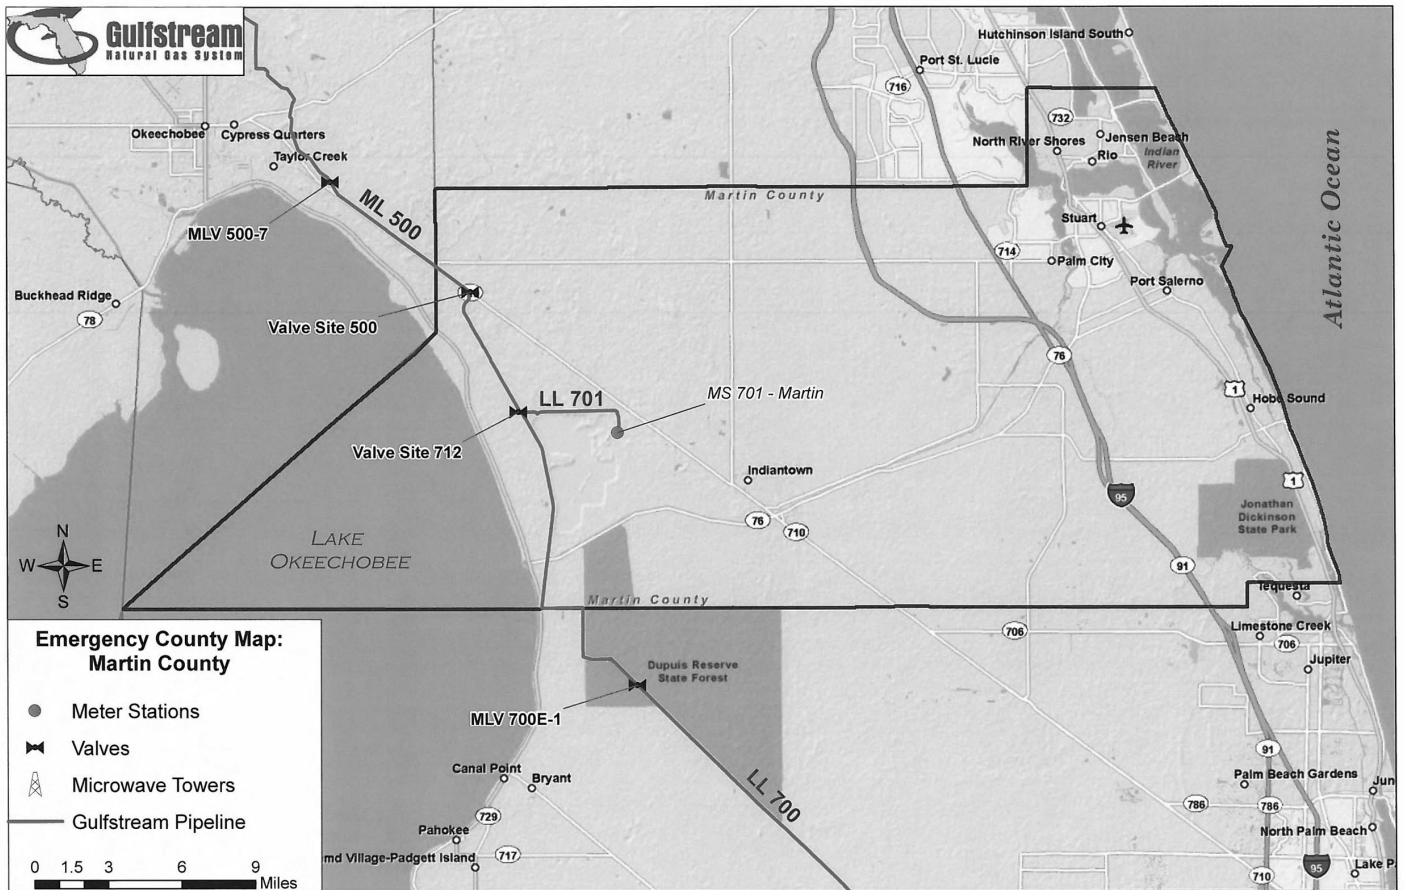 Gulfstream
Natural Gas System
Hutchinson Island South
Port St. Lucie
716
732
Okeechobee
Cypress Quarters
North River Shores
Jensen Beach
Rio
Indian
River
Taylor Creek
Martin County
ML 500
MLV 500-7
Stuart
714
Palm City
Atlantic Ocean
Port Salerno
Buckhead Ridge
78
Valve Site 500
76
1
Hobe Sound
LL 701
MS 701 - Martin
Valve Site 712
Indiantown
1
95
Jonathan
Dickinson
State Park
76
710
LAKE
OKEECHOBEE
N
W
E
S
91
Martin County
Tequesta
706
Limestone Creek
706
Jupiter
Dupuis Reserve
State Forest
MLV 700E-1
91
Canal Point
Bryant
LL 700
Palm Beach Gardens
Jun
786
786
729
Pahokee
North Palm Beach
717
md Village-Padgett Island
710
95
Lake P
Emergency County Map:
Martin County
Meter Stations
Valves
Microwave Towers
Gulfstream Pipeline
0 1.5 3 6 9
Miles